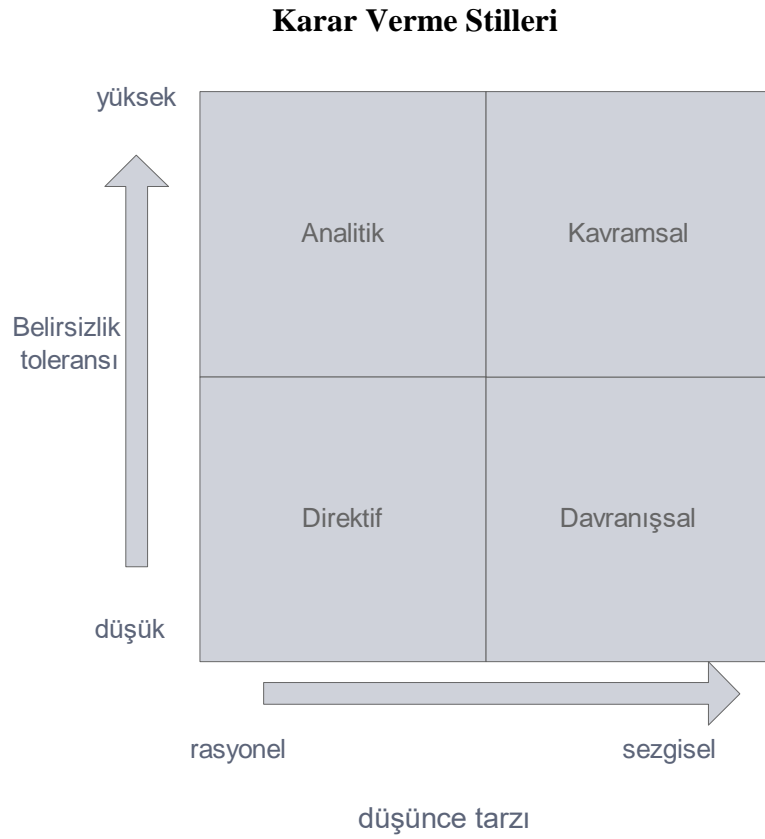 Karar Verme Stilleri
yüksek
Analitik
Kavramsal
Belirsizlik
toleransı
Direktif
Davranışsal
düşük
rasyonel
sezgisel
düşünce tarzı